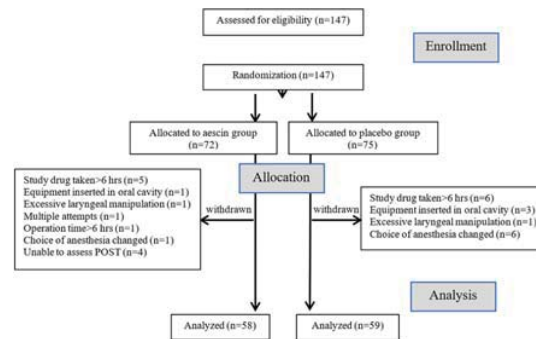 Assessed for eligibility (n=147)
Enrollment
Randomization (n=147)
Allocated to aescin group
(n=72)
Allocated to placebo group
(n=75)
Allocation
Study drug taken>6 hrs (n=5)
Equipment inserted in oral cavity (n=1)
Excessive laryngeal manipulation (n=1)
Multiple attempts (n=1)
Operation time>6 hrs (n=1)
Choice of anesthesia changed (n=1)
Unable to assess POST (n=4)
withdrawn
withdrawn
Study drug taken>6 hrs (n=6)
Equipment inserted in oral cavity (n=3)
Excessive laryngeal manipulation (n=1)
Choice of anesthesia changed (n=6)
Analysis
Analyzed (n=58)
Analyzed (n=59)